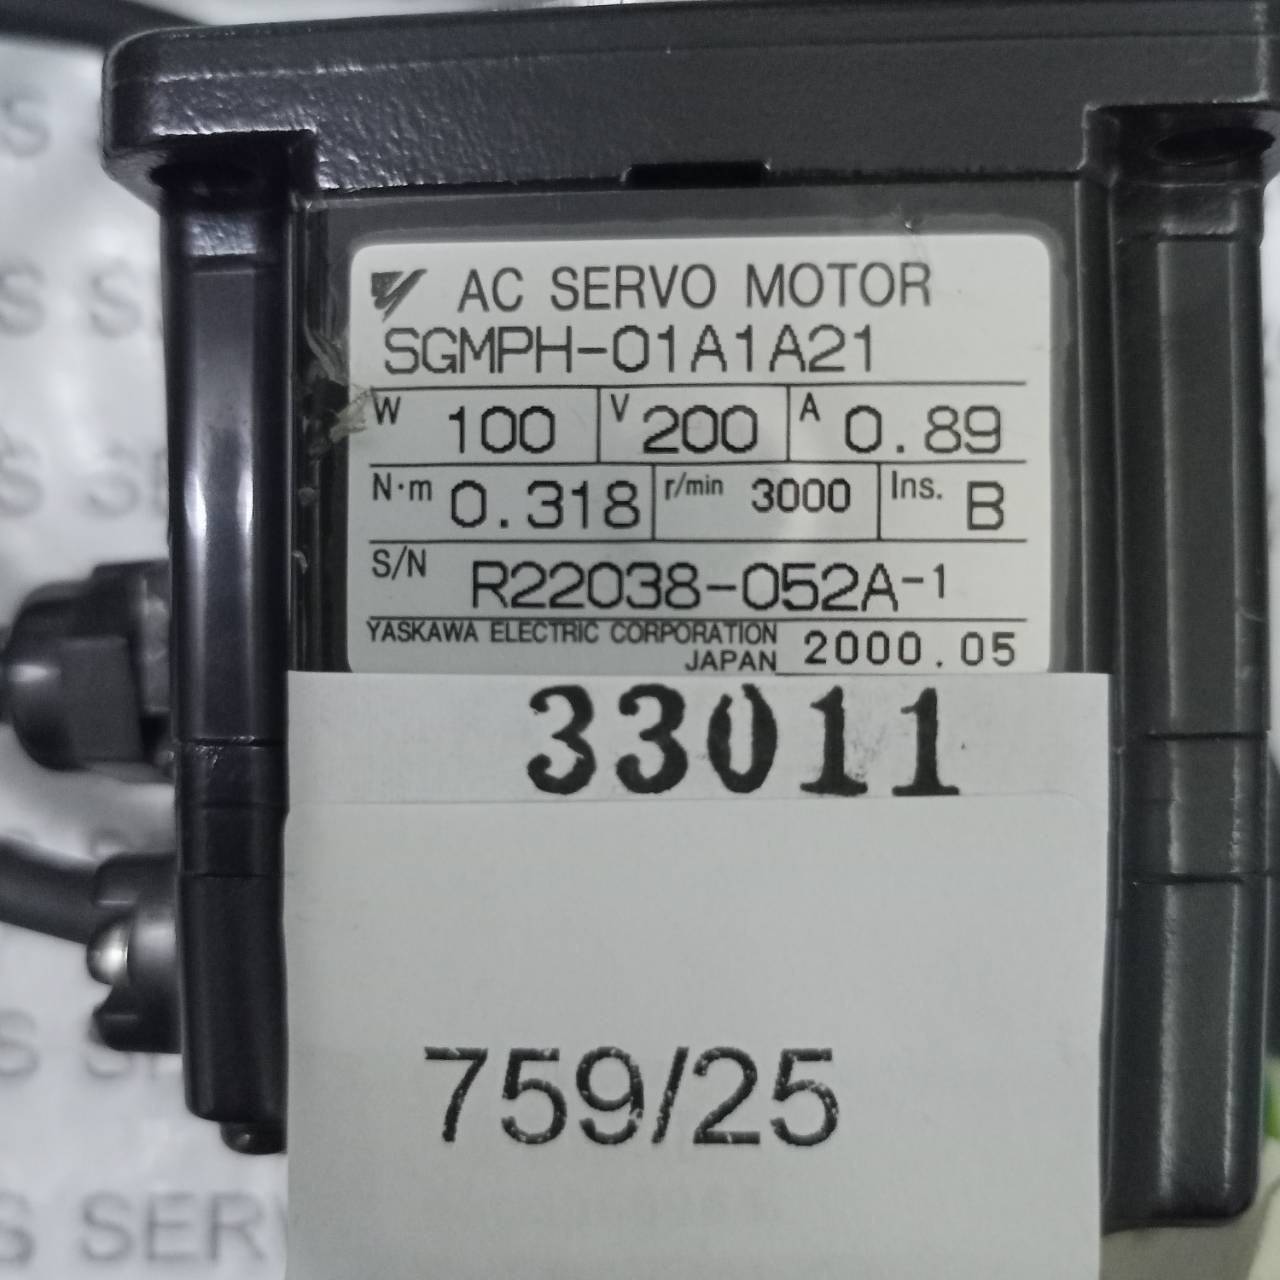 AC SERVO MOTOR
SGMPH-01A1A21
W 100 V 200 A 0.89
N·m 0.318 r/min 3000 Ins. B
S/N R22038-052A-1
YASKAWA ELECTRIC CORPORATION
JAPAN 2000.05
33011
759/25
S SER